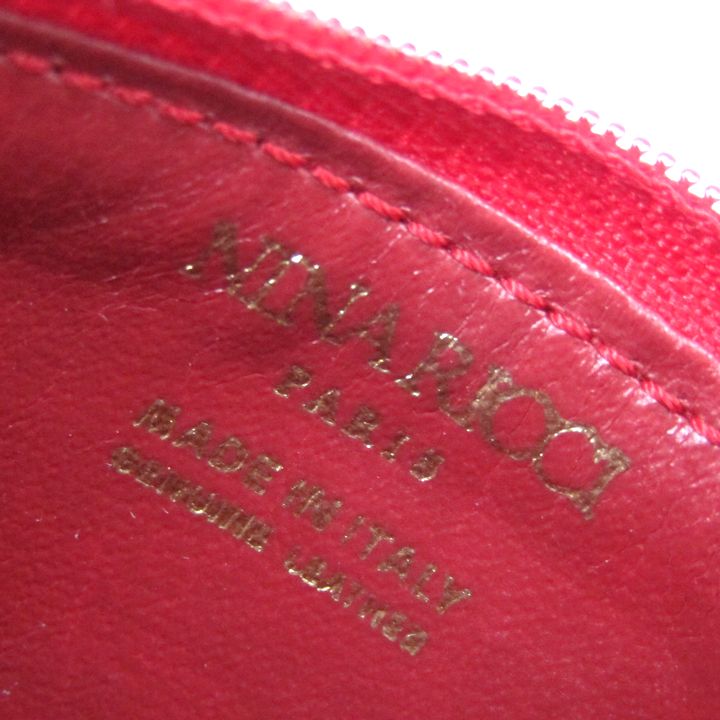 NINA RICCI
PARIS
MADE IN ITALY
GENUINE LEATHER